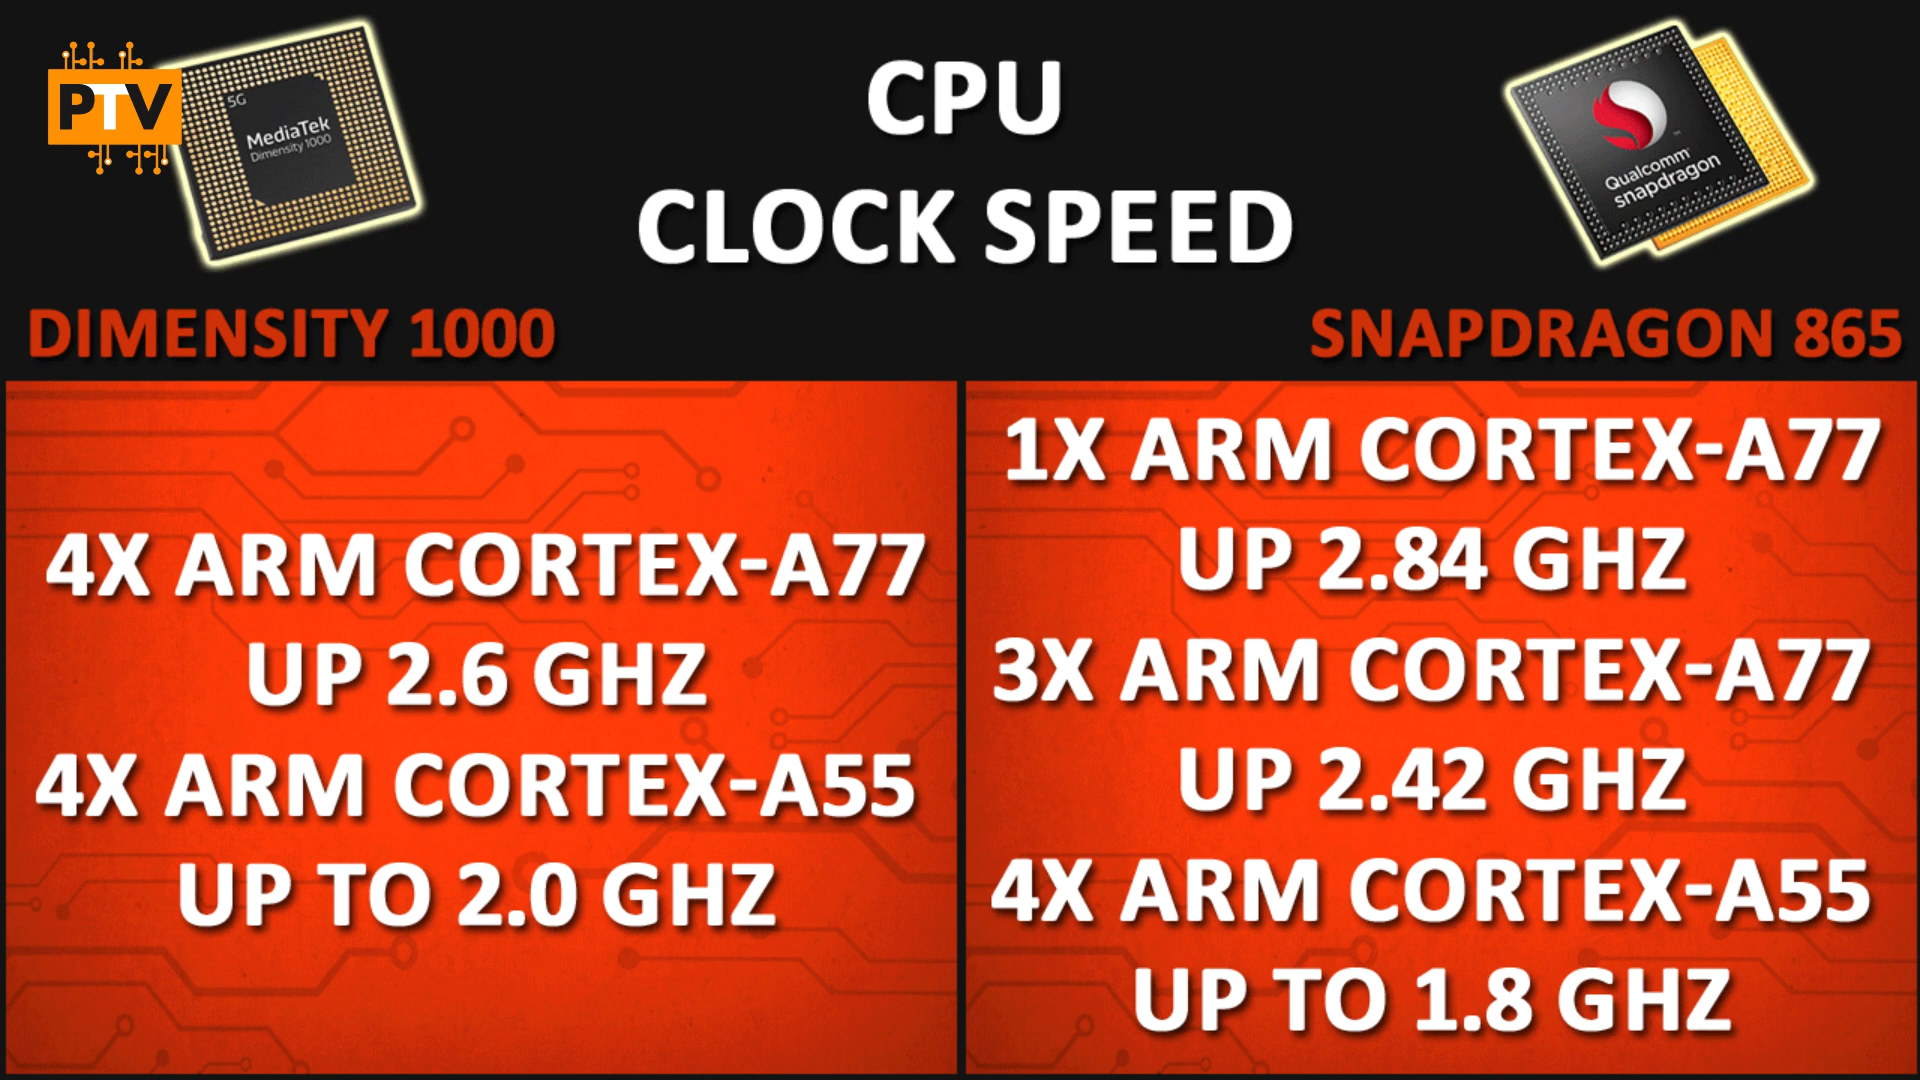 PTV
5G
MediaTek
Dimensity 1000
CPU
CLOCK SPEED
Qualcomm
snapdragon
DIMENSITY 1000
SNAPDRAGON 865
4X ARM CORTEX-A77
UP 2.6 GHZ
4X ARM CORTEX-A55
UP TO 2.0 GHZ
1X ARM CORTEX-A77
UP 2.84 GHZ
3X ARM CORTEX-A77
UP 2.42 GHZ
4X ARM CORTEX-A55
UP TO 1.8 GHZ